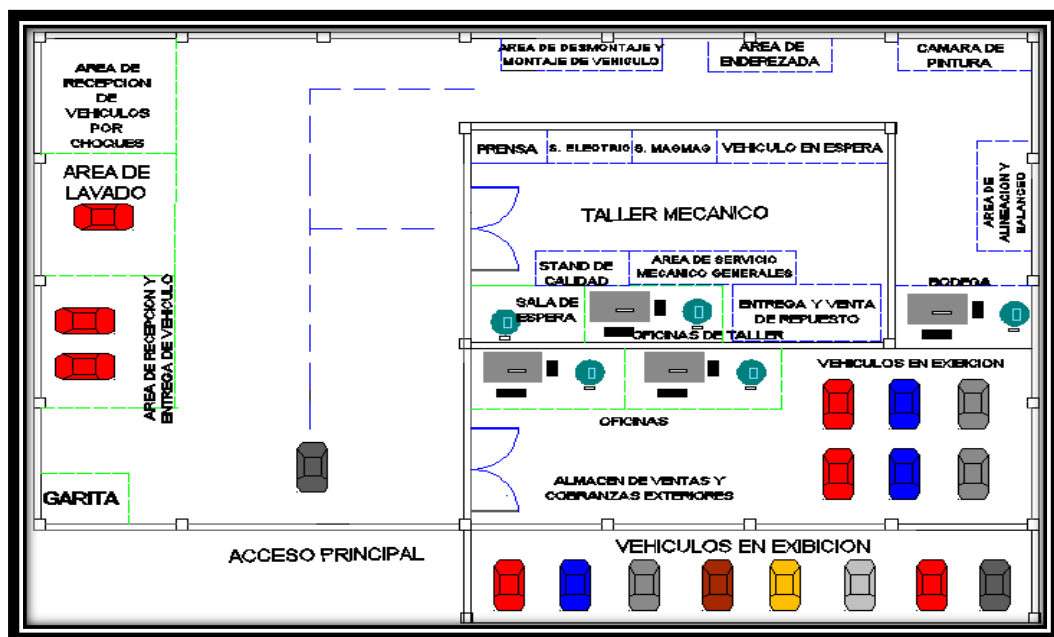 AREA DE
RECEPCION
DE
VEHICULOS
POR
CHOQUES
AREA DE DESMONTAJE Y
MONTAJE DE VEHICULO
AREA DE
ENDEREZADA
CAMARA DE
PINTURA
PRENSA
S. ELECTRIC
S. MAGMAG
VEHICULO EN ESPERA
AREA DE
LAVADO
TALLER MECANICO
AREA DE
ALINEACION Y
BALANCEO
STAND DE
CALIDAD
AREA DE SERVICIO
MECANICO GENERALES
BODEGA
SALA DE
ESPERA
ENTREGA Y VENTA
DE REPUESTO
OFICINAS DE TALLER
AREA DE RECEPCION Y
ENTREGA DE VEHICULO
VEHICULOS EN EXIBICION
OFICINAS
ALMACEN DE VENTAS Y
COBRANZAS EXTERIORES
GARITA
ACCESO PRINCIPAL
VEHICULOS EN EXIBICION